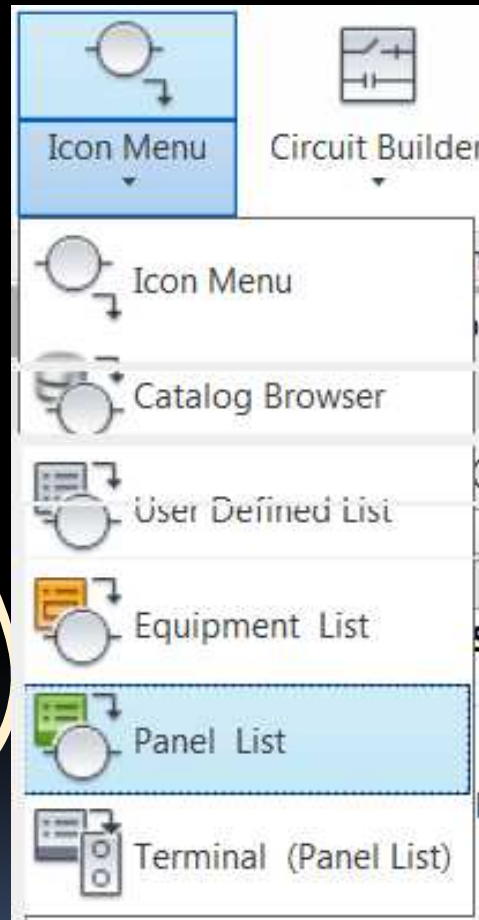 Icon Menu Circuit Builder
Icon Menu
Catalog Browser
User Defined List
Equipment List
Panel List
Terminal (Panel List)